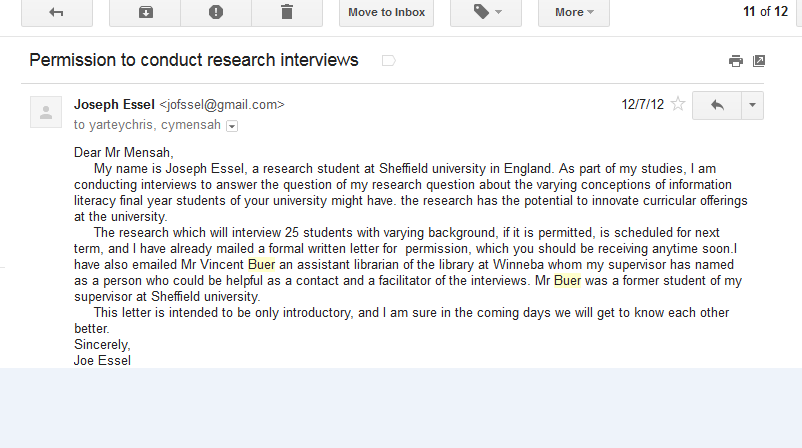 Move to Inbox
More
11 of 12
Permission to conduct research interviews
Joseph Essel <jofssel@gmail.com>
12/7/12
to yarteychris, cymensah
Dear Mr Mensah,
My name is Joseph Essel, a research student at Sheffield university in England. As part of my studies, I am
conducting interviews to answer the question of my research question about the varying conceptions of information
literacy final year students of your university might have. the research has the potential to innovate curricular offerings
at the university.
The research which will interview 25 students with varying background, if it is permitted, is scheduled for next
term, and I have already mailed a formal written letter for  permission, which you should be receiving anytime soon.I
have also emailed Mr Vincent Buer an assistant librarian of the library at Winneba whom my supervisor has named
as a person who could be helpful as a contact and a facilitator of the interviews. Mr Buer was a former student of my
supervisor at Sheffield university.
This letter is intended to be only introductory, and I am sure in the coming days we will get to know each other
better.
Sincerely,
Joe Essel